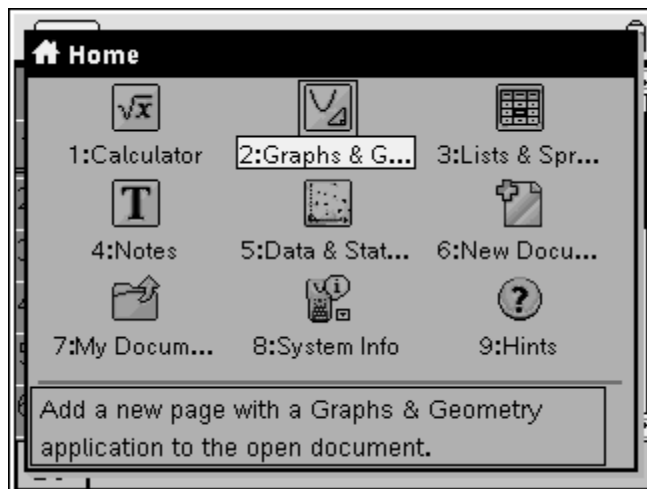 Home
1:Calculator 2:Graphs & G... 3:Lists & Spr...
4:Notes 5:Data & Stat... 6:New Docu...
7:My Docum... 8:System Info 9:Hints
Add a new page with a Graphs & Geometry
application to the open document.